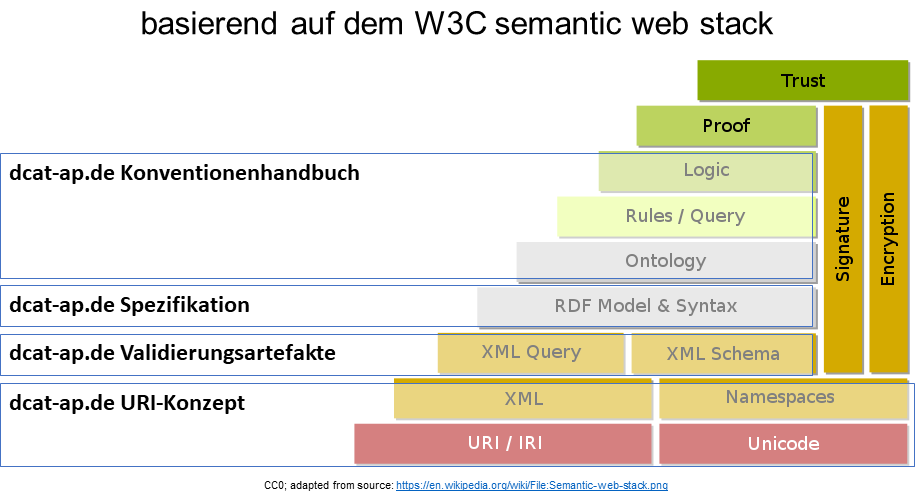 basierend auf dem W3C semantic web stack
Trust
Proof
dcat-ap.de Konventionenhandbuch
Logic
Rules / Query
Ontology
Signature
Encryption
dcat-ap.de Spezifikation
RDF Model & Syntax
dcat-ap.de Validierungsartefakte
XML Query
XML Schema
dcat-ap.de URI-Konzept
XML
Namespaces
URI / IRI
Unicode
CC0; adapted from source: https://en.wikipedia.org/wiki/File:Semantic-web-stack.png